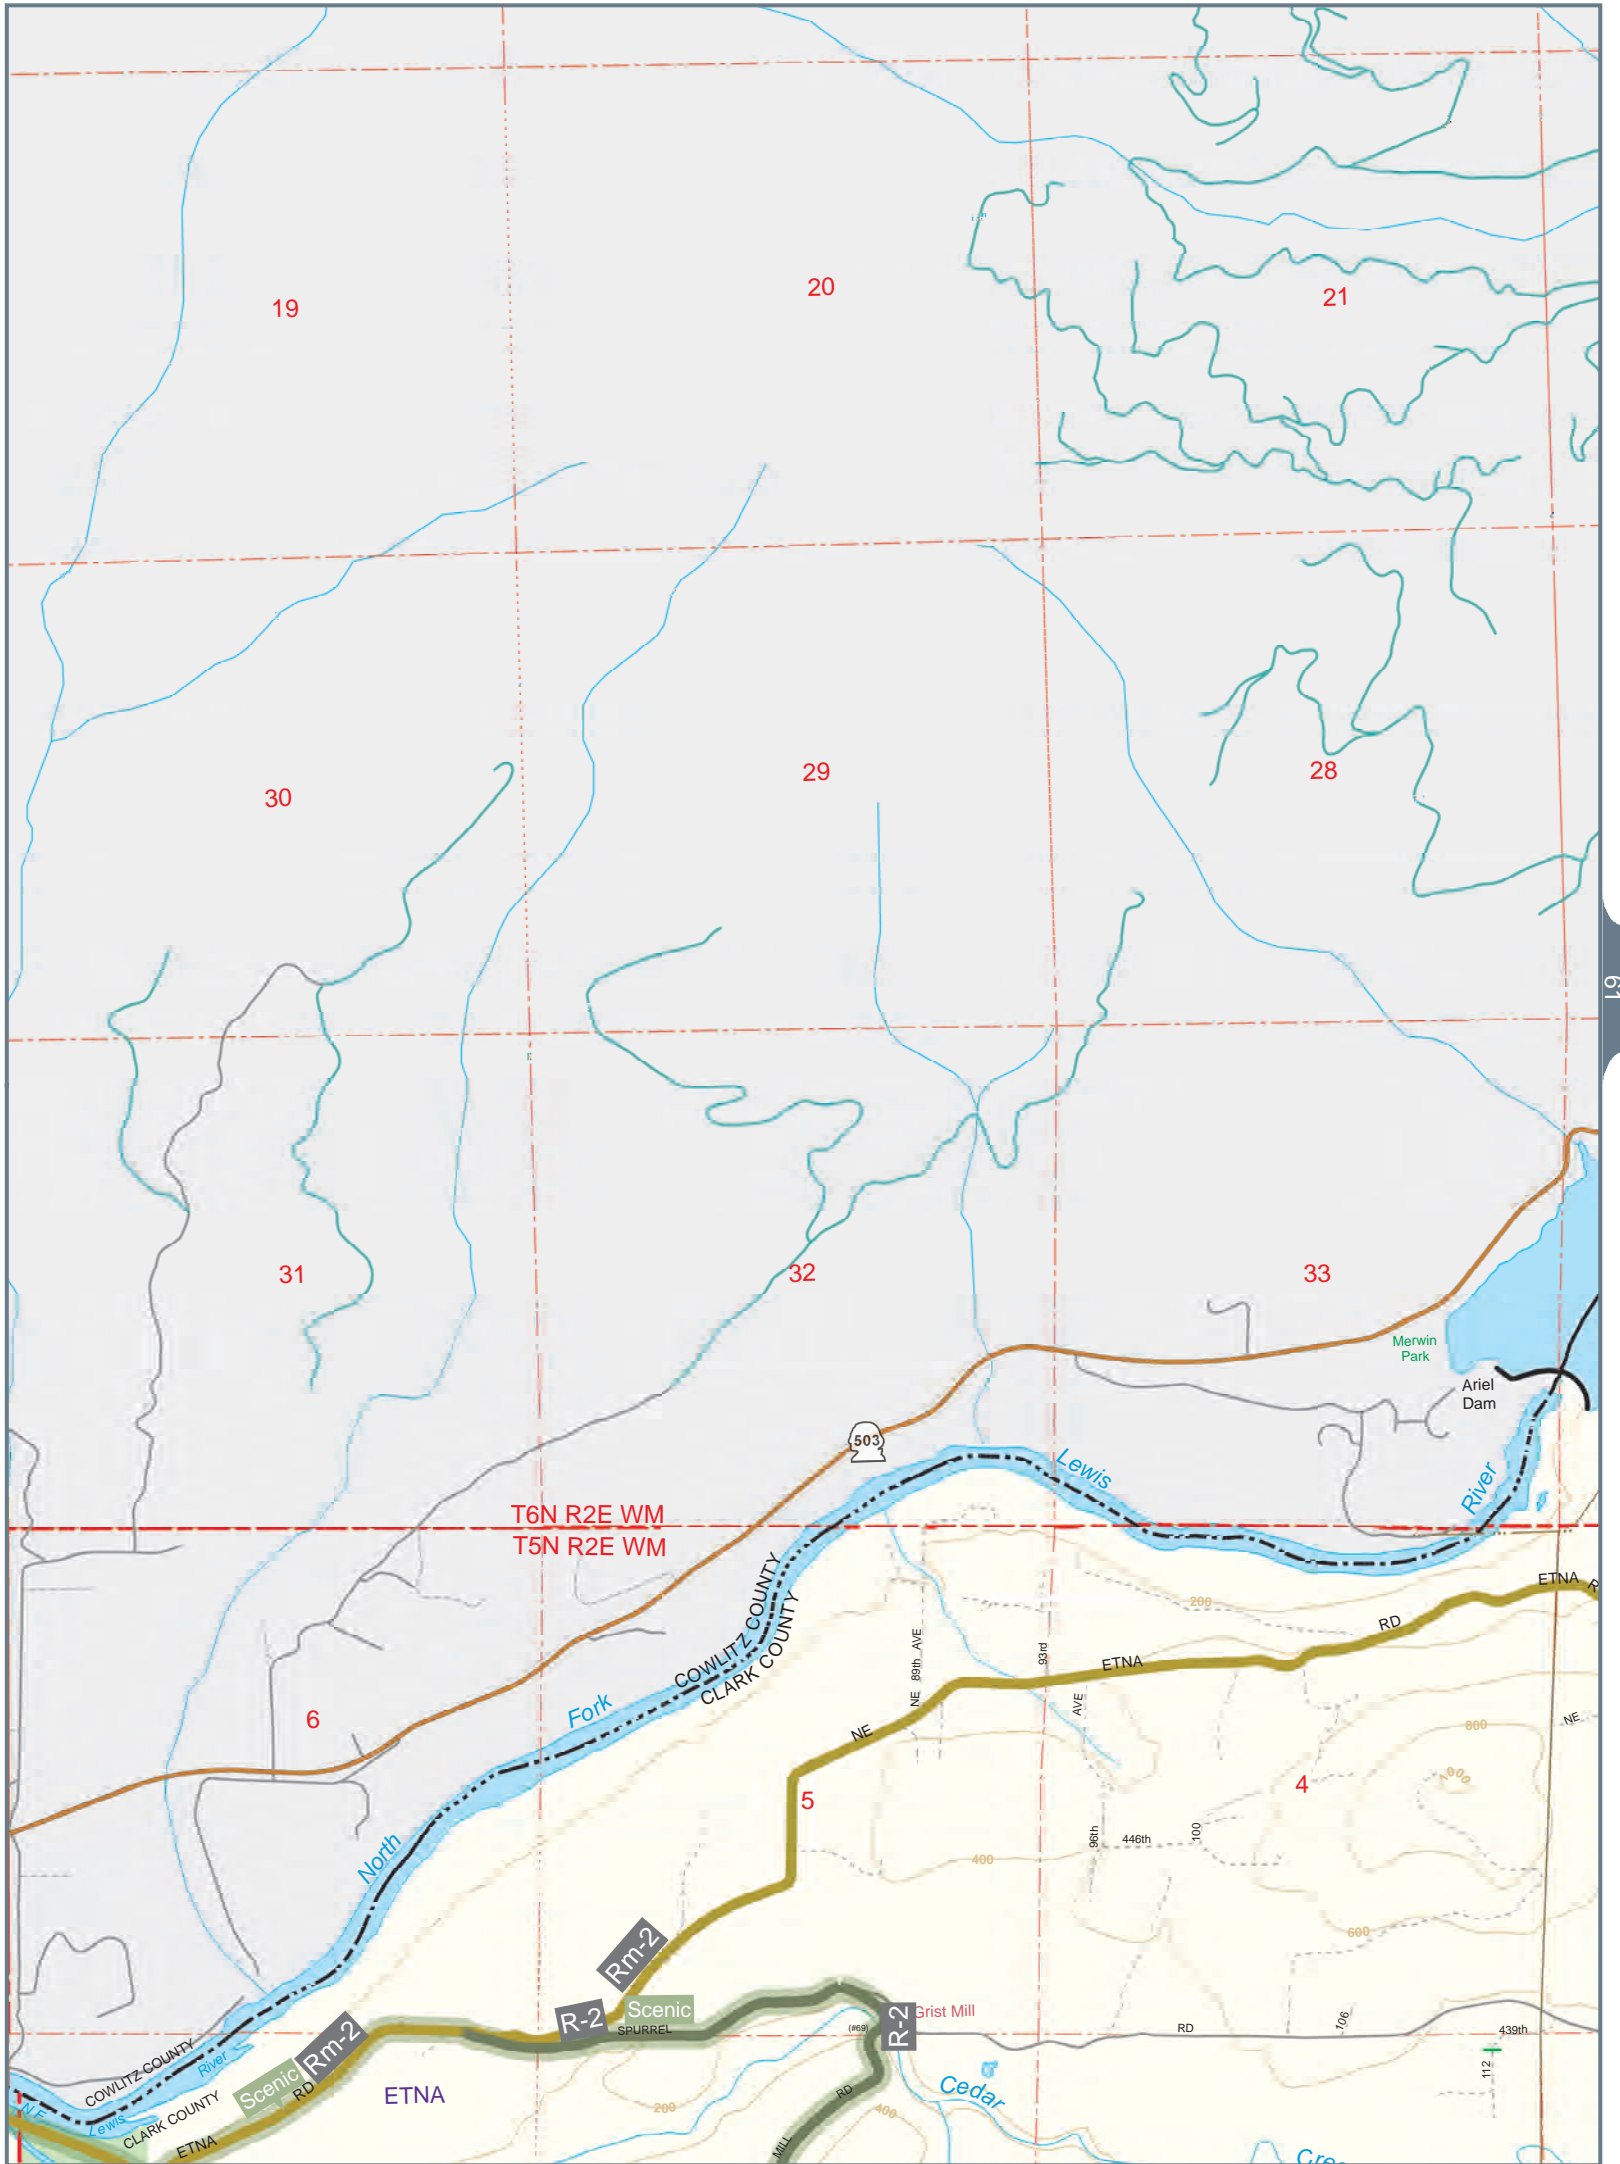 19
20
21
30
29
28
61
31
32
33
Merwin
Park
Ariel
Dam
503
Lewis
River
T6N R2E WM
T5N R2E WM
COWLITZ COUNTY
CLARK COUNTY
ETNA
200
RD
ETNA
NE 89th AVE
93rd
AVE
NE
NE
6
Fork
800
1000
5
4
96th
446th
100
400
North
600
Rm-2
R-2
Scenic
SPURREL
(#69)
R-2
Grist Mill
RD
106
439th
112
COWLITZ COUNTY
River
Rm-2
Scenic
RD
ETNA
CLARK COUNTY
Lewis
N F
ETNA
200
400
RD
MILL
Cedar